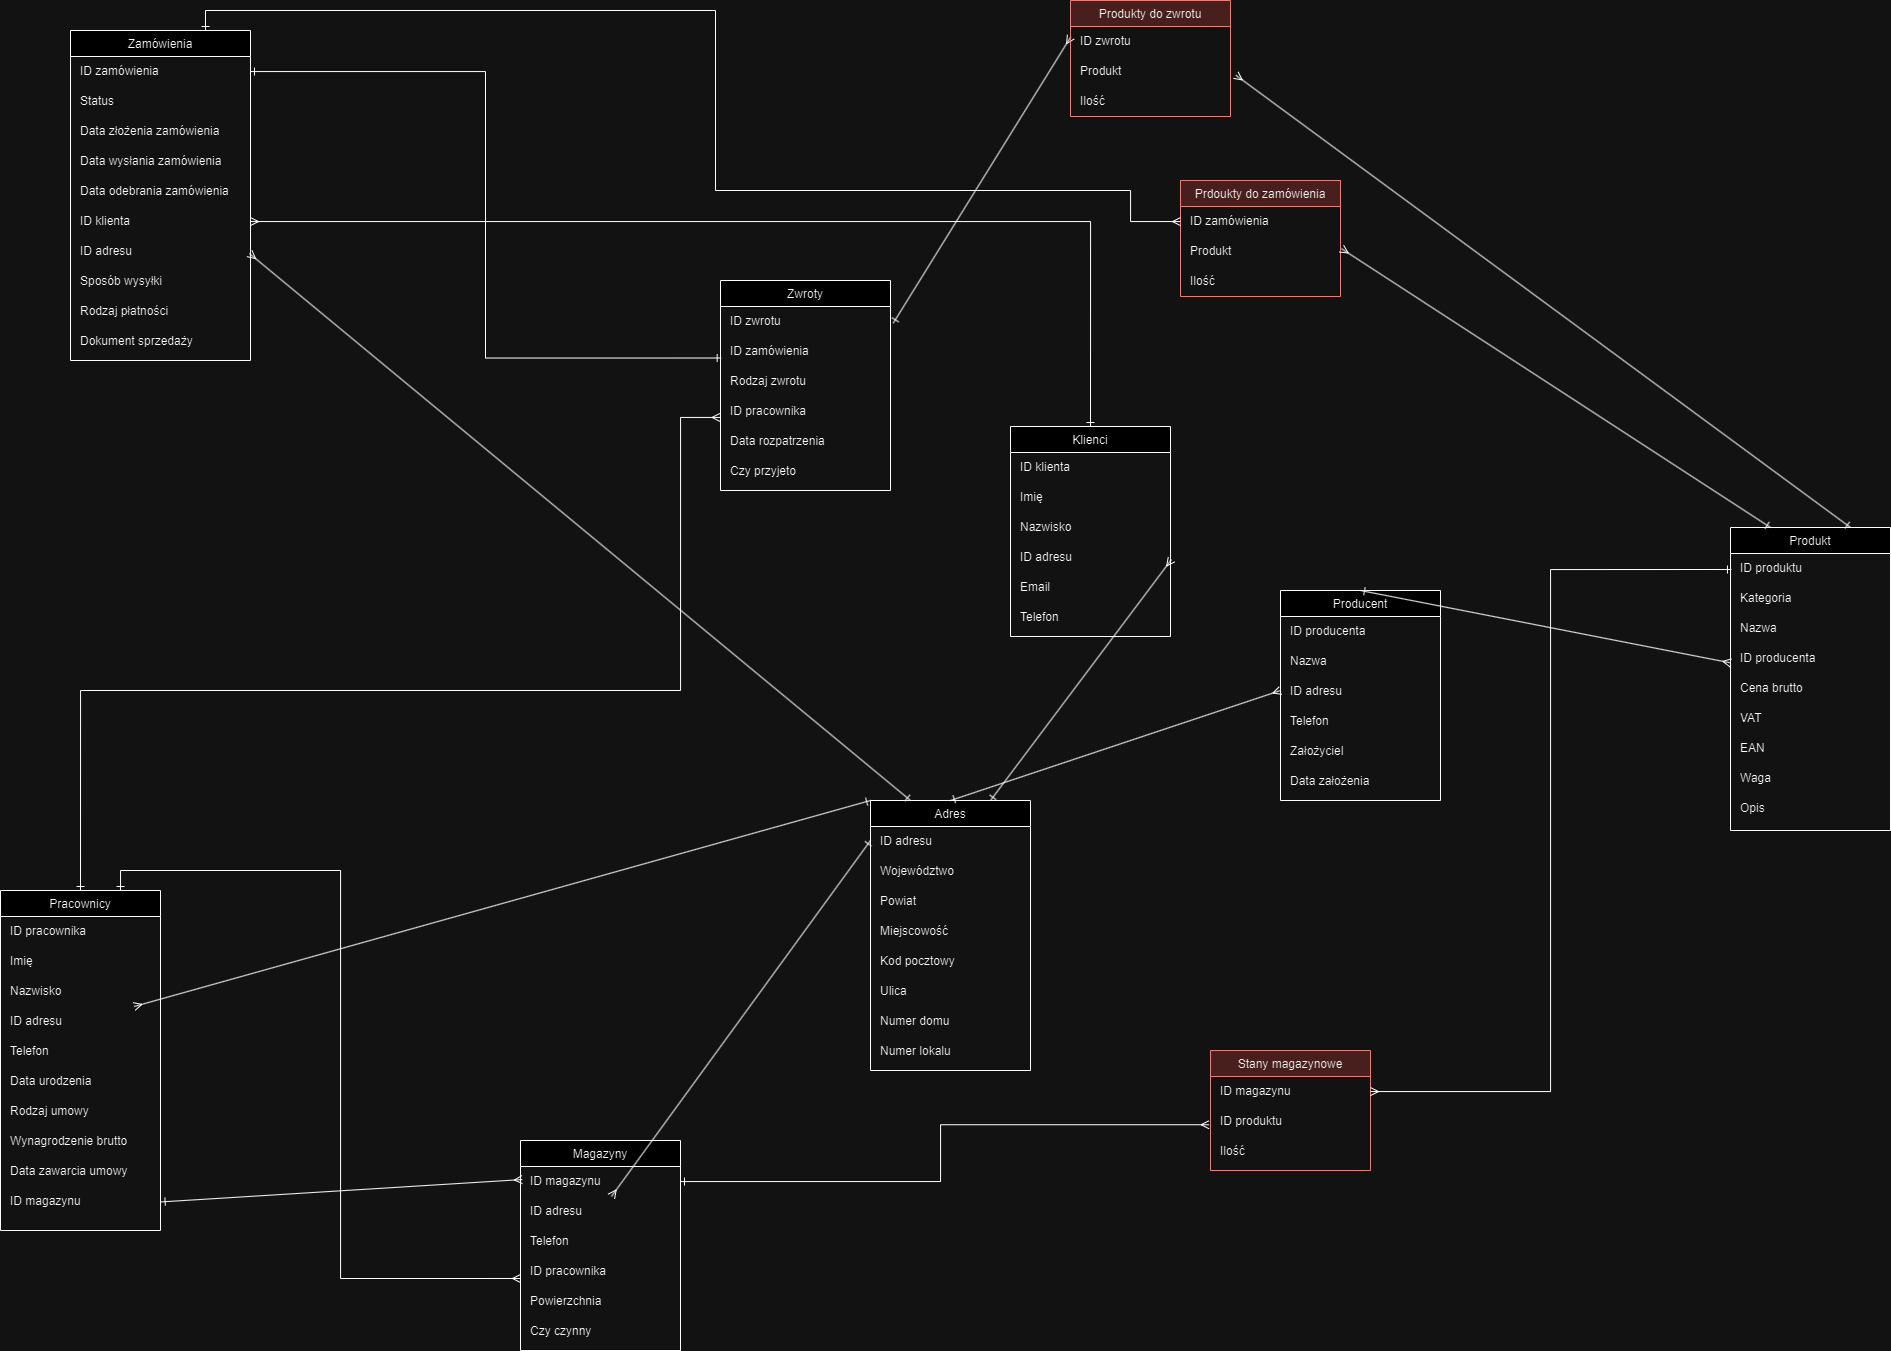 Produkty do zwrotu
ID zwrotu
Produkt
Ilość
Zamówienia
ID zamówienia
Status
Data złożenia zamówienia
Data wysłania zamówienia
Data odebrania zamówienia
ID klienta
ID adresu
Sposób wysyłki
Rodzaj płatności
Dokument sprzedaży
Prdoukty do zamówienia
ID zamówienia
Produkt
Ilość
Zwroty
ID zwrotu
ID zamówienia
Rodzaj zwrotu
ID pracownika
Data rozpatrzenia
Czy przyjeto
Klienci
ID klienta
Imię
Nazwisko
ID adresu
Email
Telefon
Produkt
ID produktu
Kategoria
Nazwa
ID producenta
Cena brutto
VAT
EAN
Waga
Opis
Producent
ID producenta
Nazwa
ID adresu
Telefon
Założyciel
Data założenia
Adres
ID adresu
Województwo
Powiat
Miejscowość
Kod pocztowy
Ulica
Numer domu
Numer lokalu
Pracownicy
ID pracownika
Imię
Nazwisko
ID adresu
Telefon
Data urodzenia
Rodzaj umowy
Wynagrodzenie brutto
Data zawarcia umowy
ID magazynu
Stany magazynowe
ID magazynu
ID produktu
Ilość
Magazyny
ID magazynu
ID adresu
Telefon
ID pracownika
Powierzchnia
Czy czynny